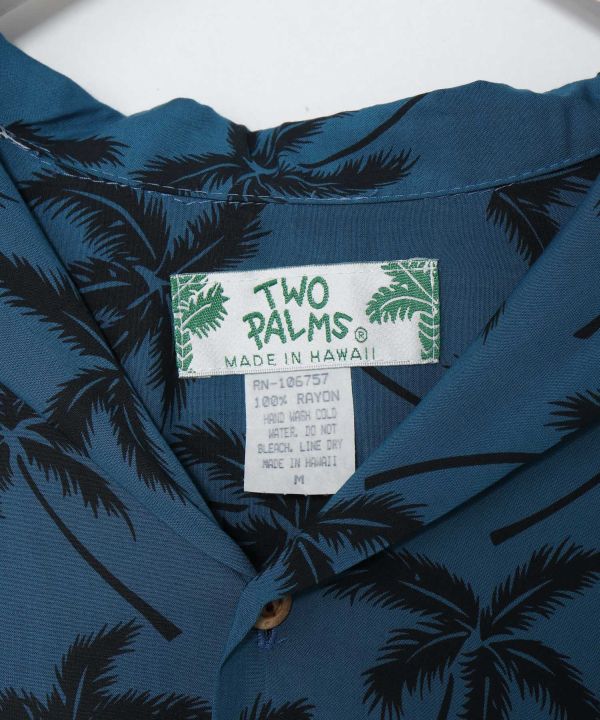 TWO
PALMS®
MADE IN HAWAII
RN-106757
100% RAYON
HAND WASH COLD
WATER, DO NOT
BLEACH, LINE DRY
MADE IN HAWAII
M